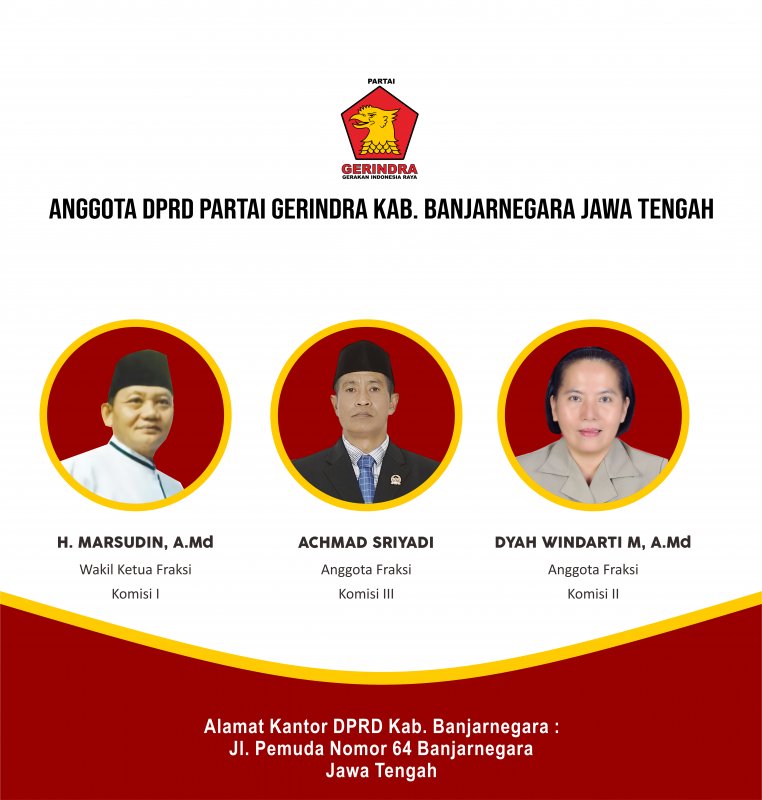 PARTAI
GERINDRA
GERAKAN INDONESIA RAYA
ANGGOTA DPRD PARTAI GERINDRA KAB. BANJARNEGARA JAWA TENGAH
H. MARSUDIN, A.Md
Wakil Ketua Fraksi
Komisi I
ACHMAD SRIYADI
Anggota Fraksi
Komisi III
DYAH WINDARTI M, A.Md
Anggota Fraksi
Komisi II
Alamat Kantor DPRD Kab. Banjarnegara :
Jl. Pemuda Nomor 64 Banjarnegara
Jawa Tengah